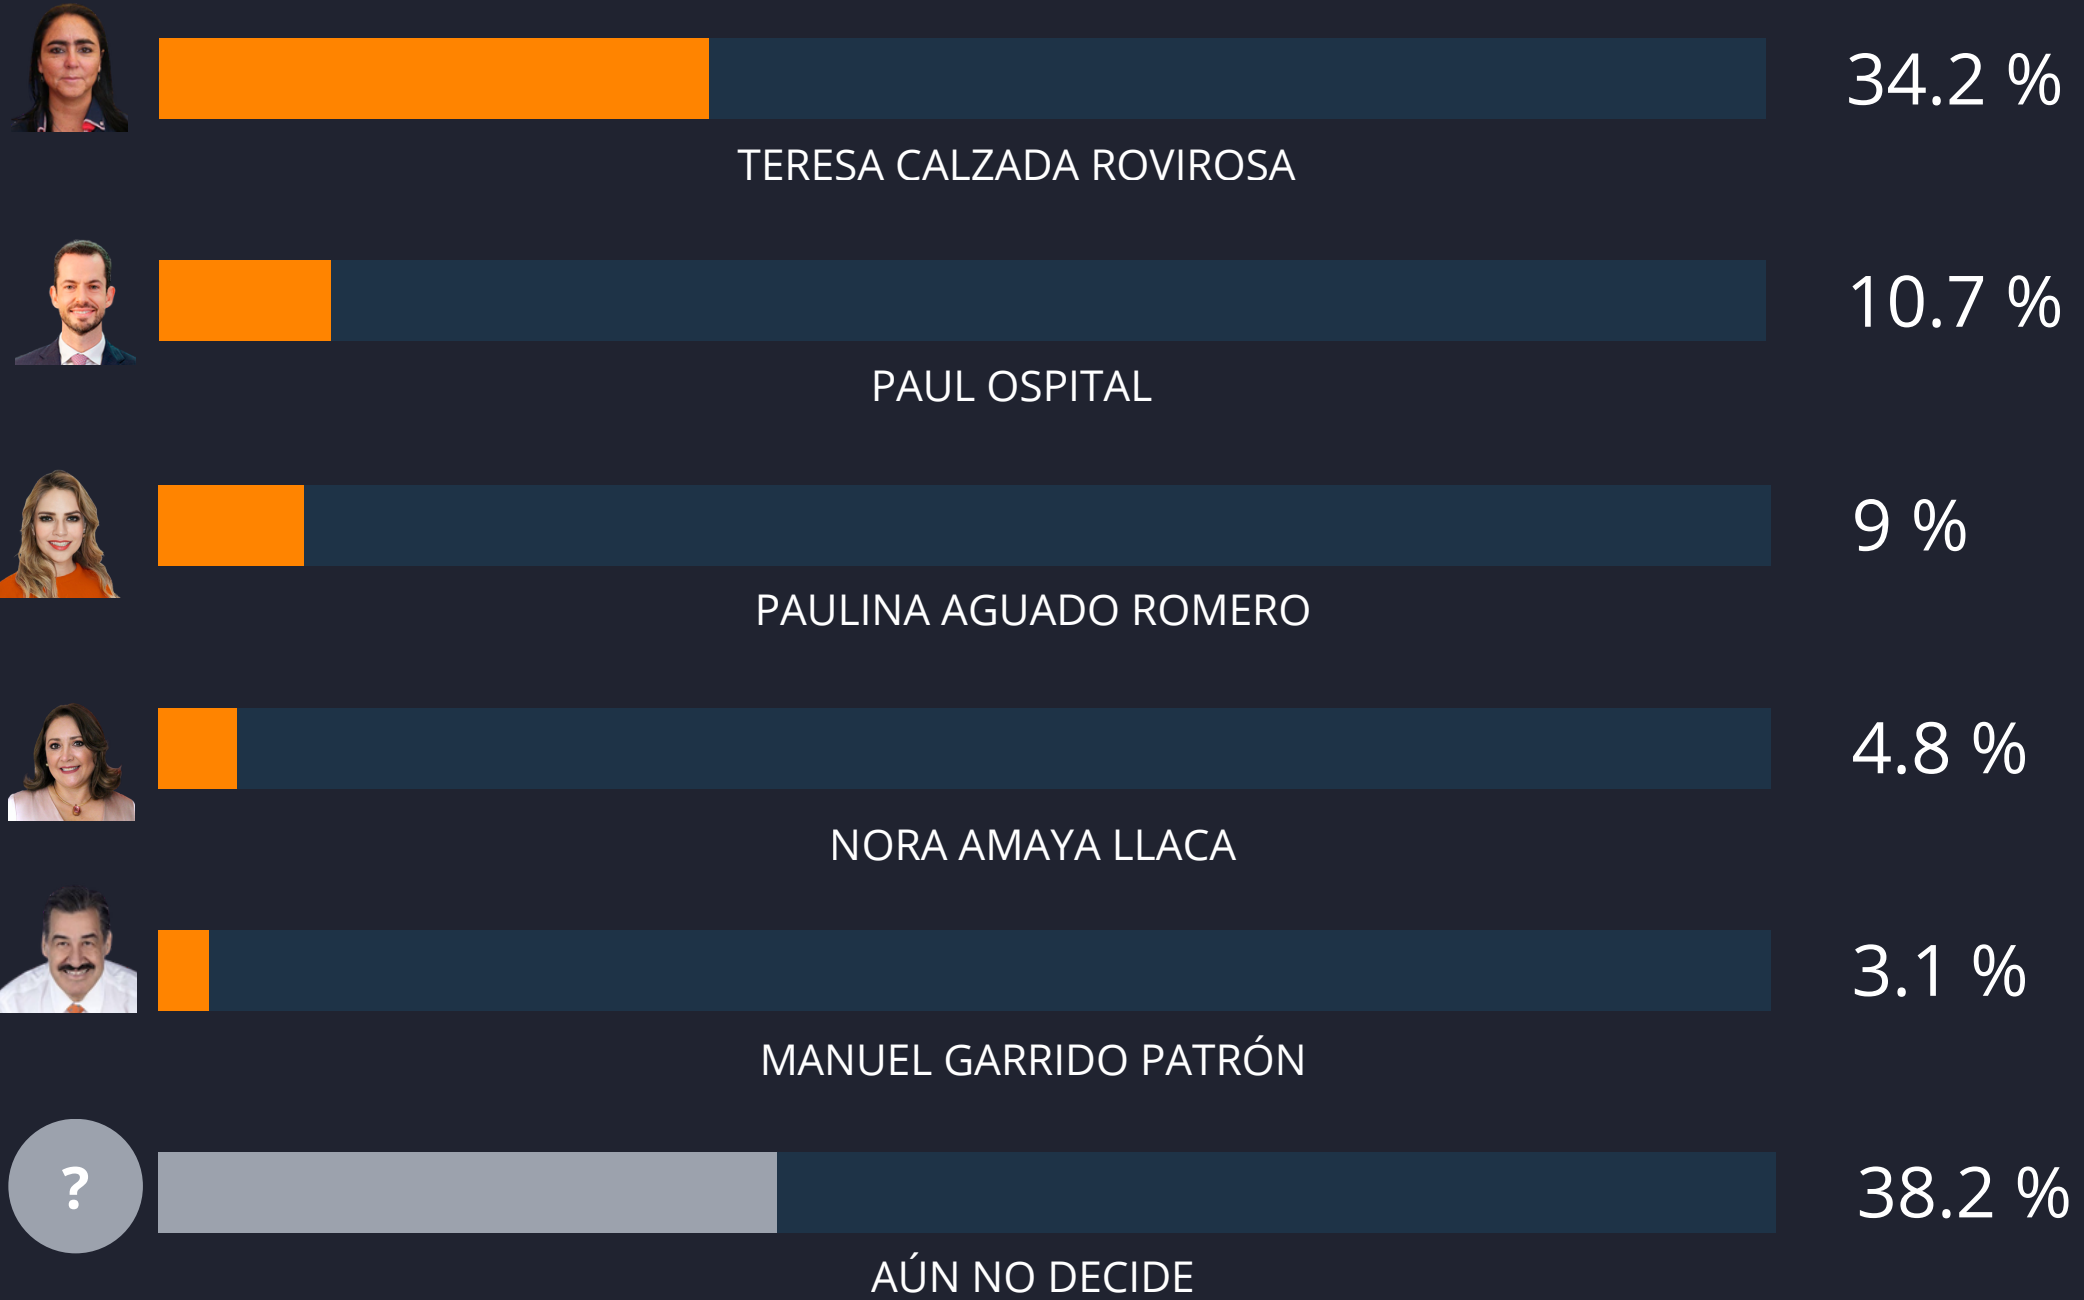 34.2 %
TERESA CALZADA ROVIROSA
10.7 %
PAUL OSPITAL
9 %
PAULINA AGUADO ROMERO
4.8 %
NORA AMAYA LLACA
3.1 %
MANUEL GARRIDO PATRÓN
?
38.2 %
AÚN NO DECIDE